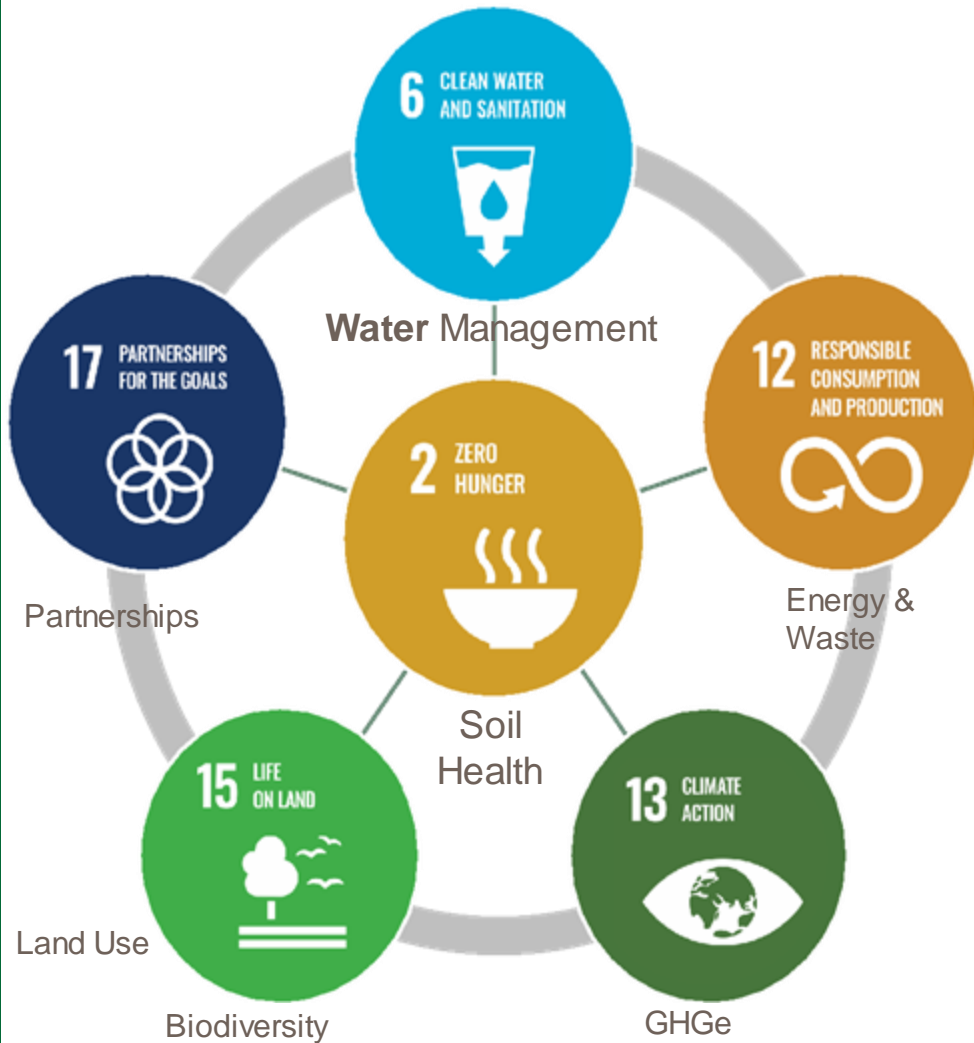 6 CLEAN WATER
AND SANITATION
Water Management
17 PARTNERSHIPS
FOR THE GOALS
Partnerships
2 ZERO
HUNGER
Soil
Health
12 RESPONSIBLE
CONSUMPTION
AND PRODUCTION
Energy &
Waste
15 LIFE
ON LAND
Land Use
Biodiversity
13 CLIMATE
ACTION
GHGe